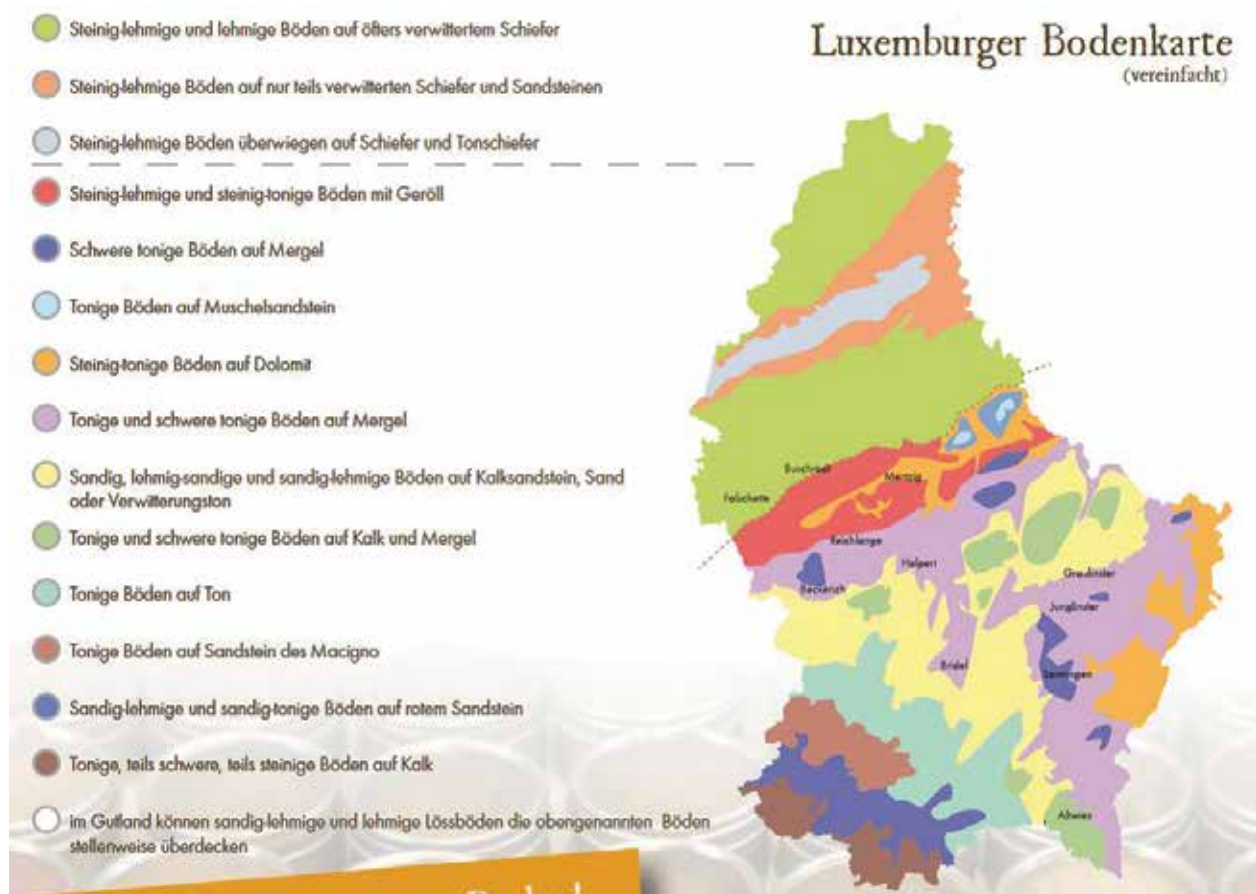 Luxemburger Bodenkarte
(vereinfacht)
Steinig-lehmige und lehmige Böden auf öfters verwittertem Schiefer
Steinig-lehmige Böden auf nur teils verwitterten Schiefer und Sandsteinen
Steinig-lehmige Böden überwiegen auf Schiefer und Tonschiefer
Steinig-lehmige und steinig-tonige Böden mit Geröll
Schwere tonige Böden auf Mergel
Tonige Böden auf Muschelsandstein
Steinig-tonige Böden auf Dolomit
Tonige und schwere tonige Böden auf Mergel
Sandig, lehmig-sandige und sandig-lehmige Böden auf Kalksandstein, Sand
oder Verwitterungston
Tonige und schwere tonige Böden auf Kalk und Mergel
Tonige Böden auf Ton
Tonige Böden auf Sandstein des Macigno
Sandig-lehmige und sandig-tonige Böden auf rotem Sandstein
Tonige, teils schwere, teils steinige Böden auf Kalk
im Gutland können sandig-lehmige und lehmige Lössböden die obengenannten Böden
stellenweise überdecken
Buschrodt
Merzig
Folschette
Reichlange
Halpert
Beckerich
Graulinster
Junglinster
Bridel
Altwies